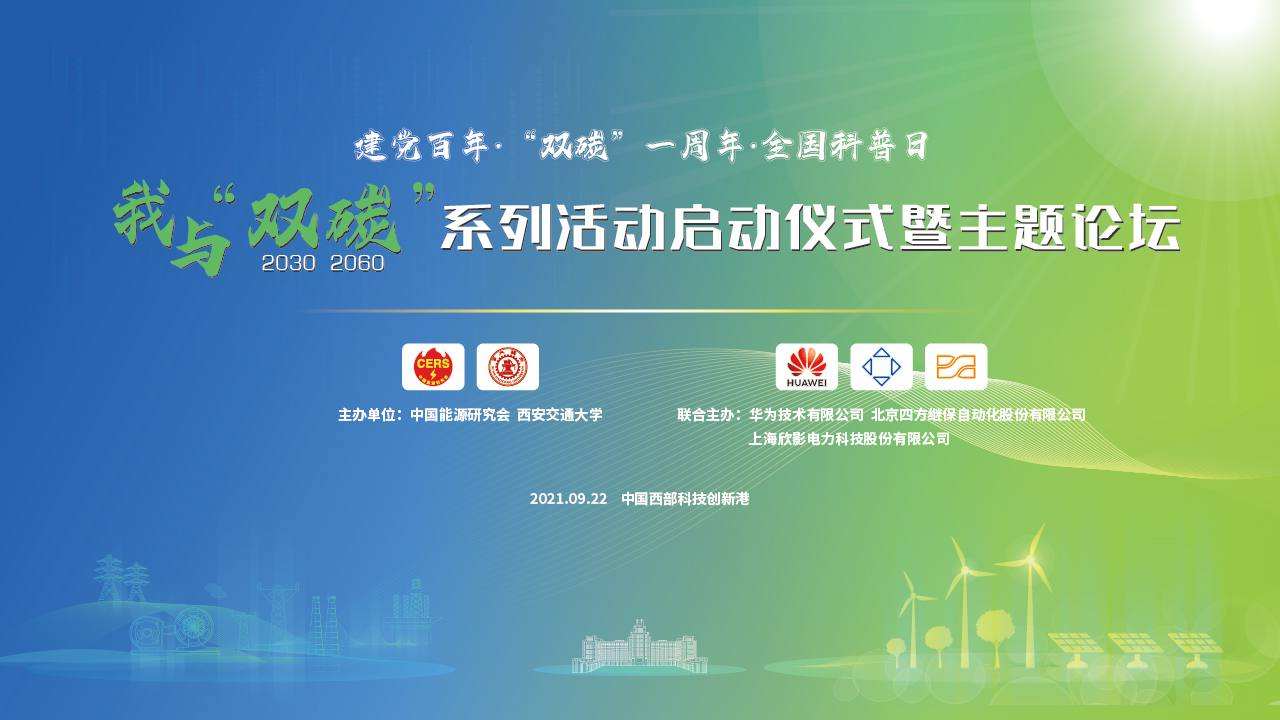 建党百年·“双碳”一周年·全国科普日
我与“双碳”系列活动启动仪式暨主题论坛
2030 2060
CERS
HUAWEI
主办单位：中国能源研究会 西安交通大学
联合主办：华为技术有限公司 北京四方继保自动化股份有限公司
上海欣影电力科技股份有限公司
2021.09.22 中国西部科技创新港